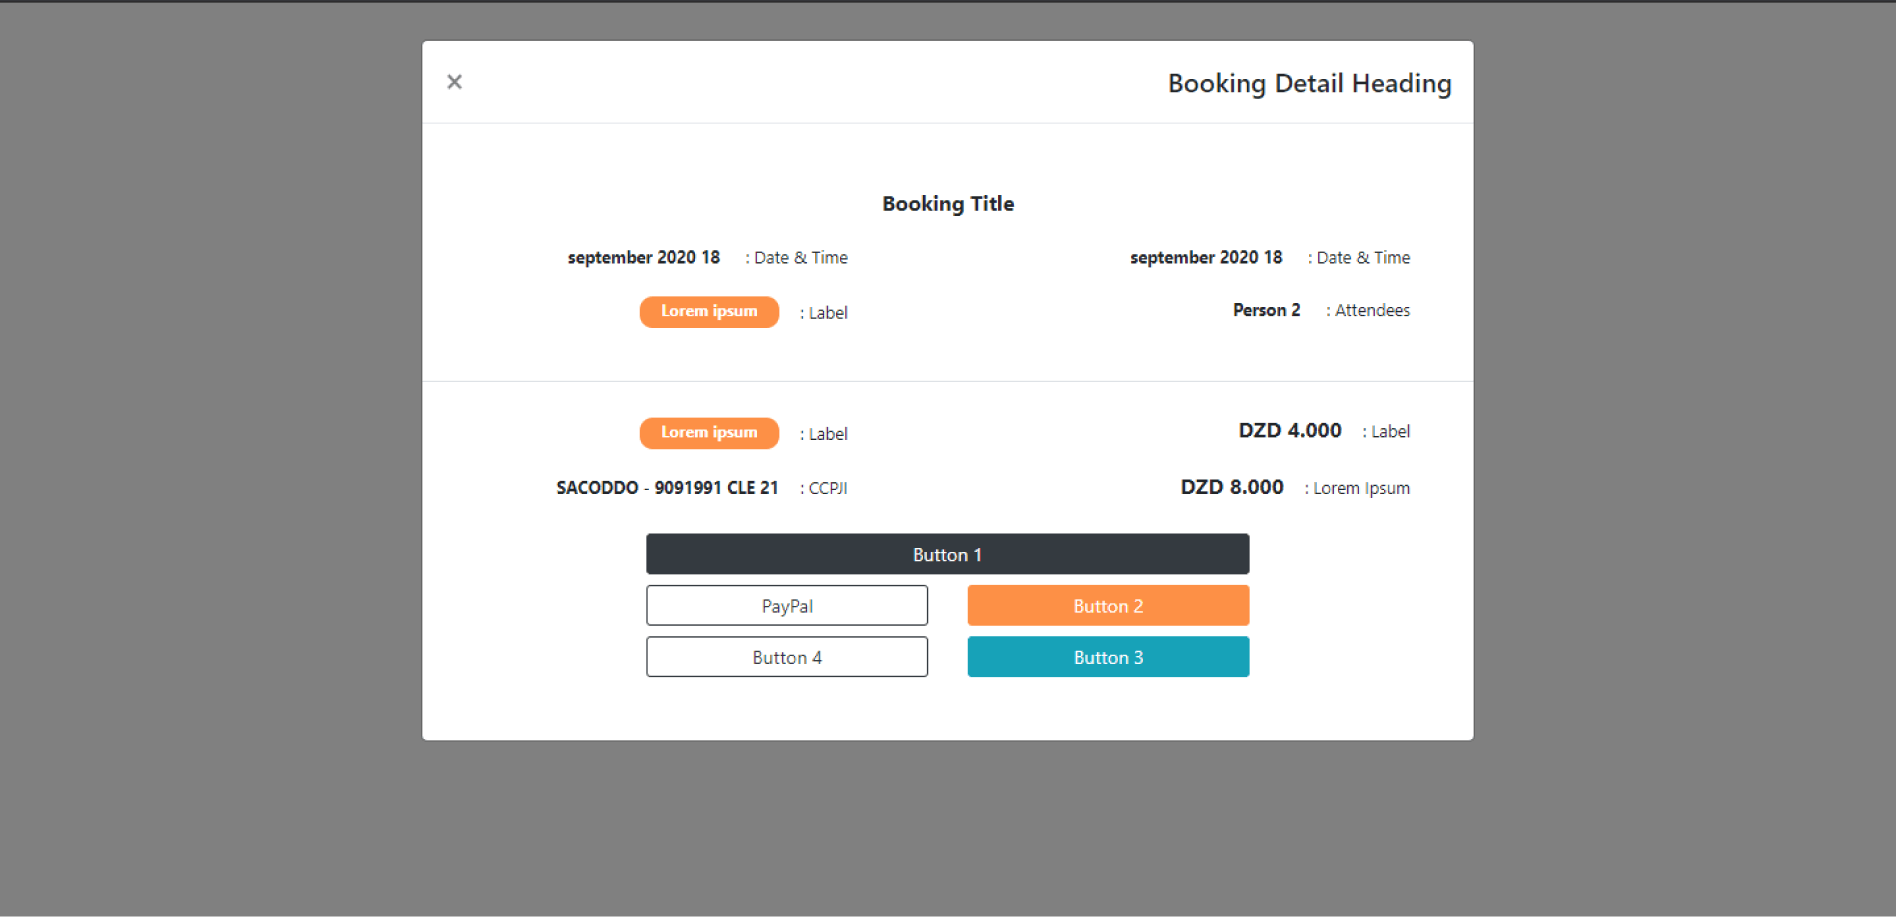 × Booking Detail Heading
Booking Title
september 2020 18 : Date & Time september 2020 18 : Date & Time
Lorem ipsum : Label Person 2 : Attendees
Lorem ipsum : Label DZD 4.000 : Label
SACODDO - 9091991 CLE 21 : CCPJI DZD 8.000 : Lorem Ipsum
Button 1
PayPal Button 2
Button 4 Button 3